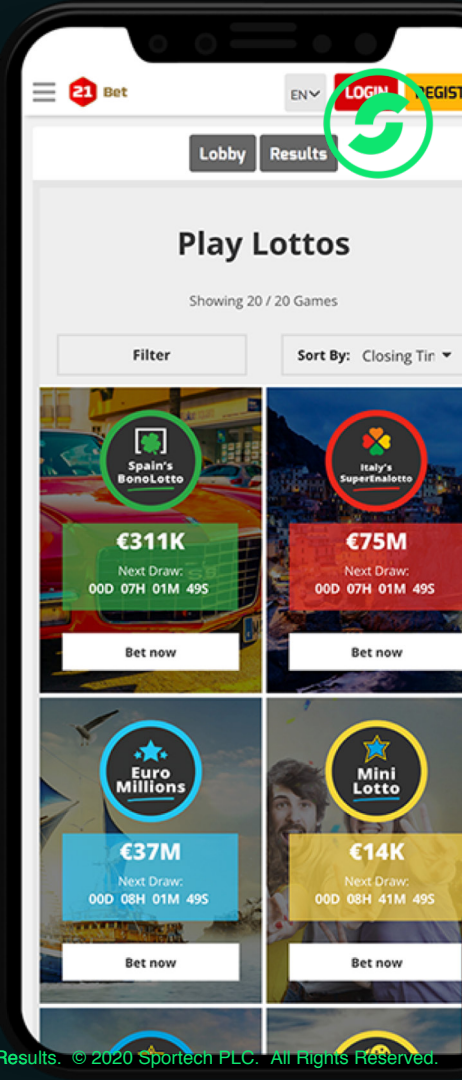 21 Bet
EN
LOGIN
REGIST
Lobby
Results
Play Lottos
Showing 20 / 20 Games
Filter
Sort By: Closing Tir
Spain's
BonoLotto
€311K
Next Draw:
00D 07H 01M 49S
Bet now
Italy's
SuperEnalotto
€75M
Next Draw:
00D 07H 01M 49S
Bet now
Euro
Millions
€37M
Next Draw:
00D 08H 01M 49S
Bet now
Mini
Lotto
€14K
Next Draw:
00D 08H 41M 49S
Bet now
Results. © 2020 Sportech PLC. All Rights Reserved.